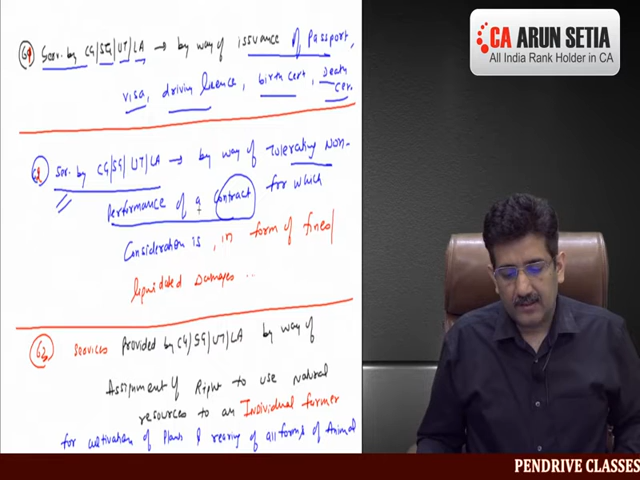 61 Serv. by CG/SG/UT/LA → by way of issuance of Passport,
visa, driving licence, birth cert, Death
Cer.
62 Ser. by CG/SG/UT/LA → by way of Tolerating Non-
Performance of a Contract for which
Consideration is, in form of fines/
liquidated Damages ..
63 Services Provided by CG/SG/UT/LA by way of
Assignment of Right to use Natural
resources to an Individual farmer
for cultivation of Plants & rearing of all forms of Animal
CA ARUN SETIA
All India Rank Holder in CA
PENDRIVE CLASSES